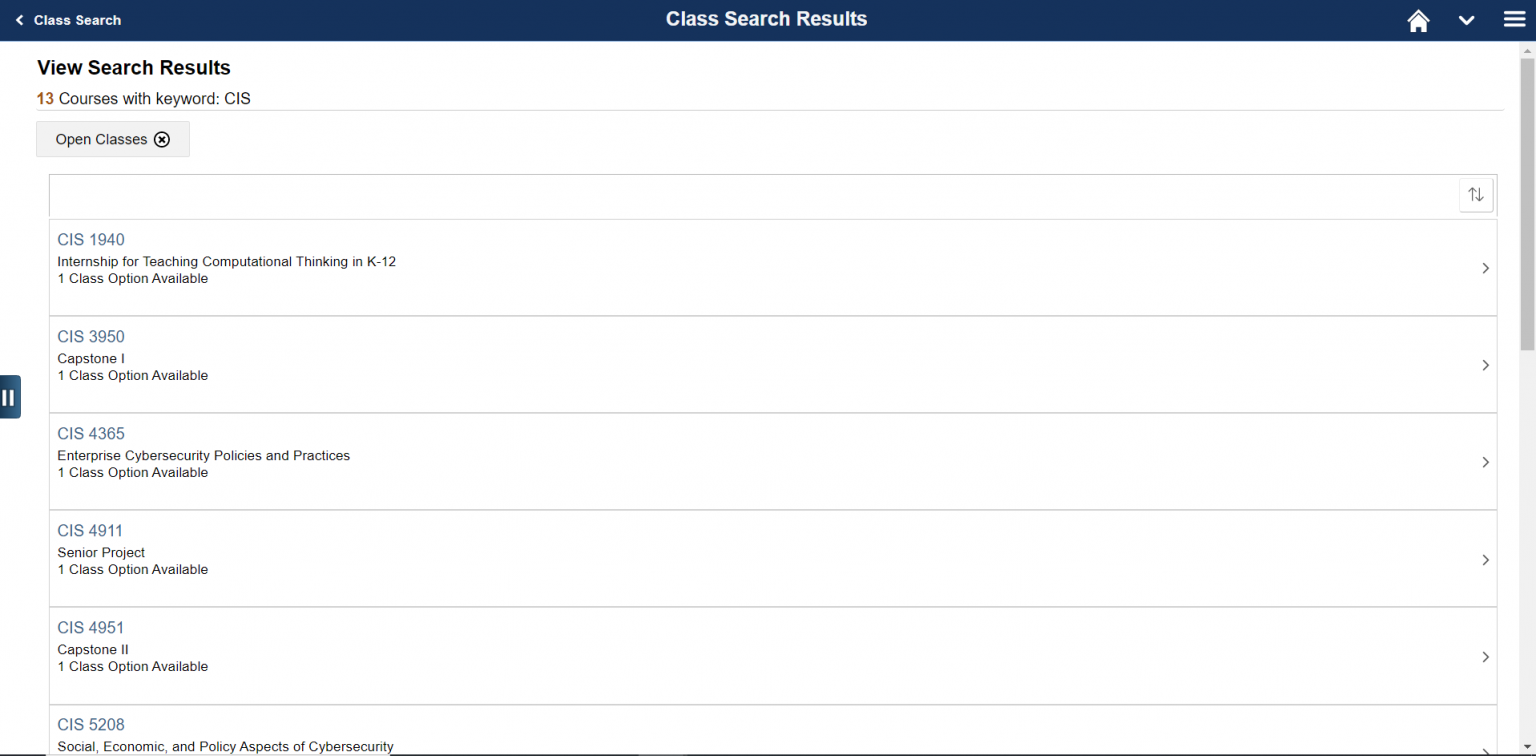 Class Search
Class Search Results
View Search Results
13 Courses with keyword: CIS
Open Classes
CIS 1940
Internship for Teaching Computational Thinking in K-12
1 Class Option Available
CIS 3950
Capstone I
1 Class Option Available
CIS 4365
Enterprise Cybersecurity Policies and Practices
1 Class Option Available
CIS 4911
Senior Project
1 Class Option Available
CIS 4951
Capstone II
1 Class Option Available
CIS 5208
Social, Economic, and Policy Aspects of Cybersecurity